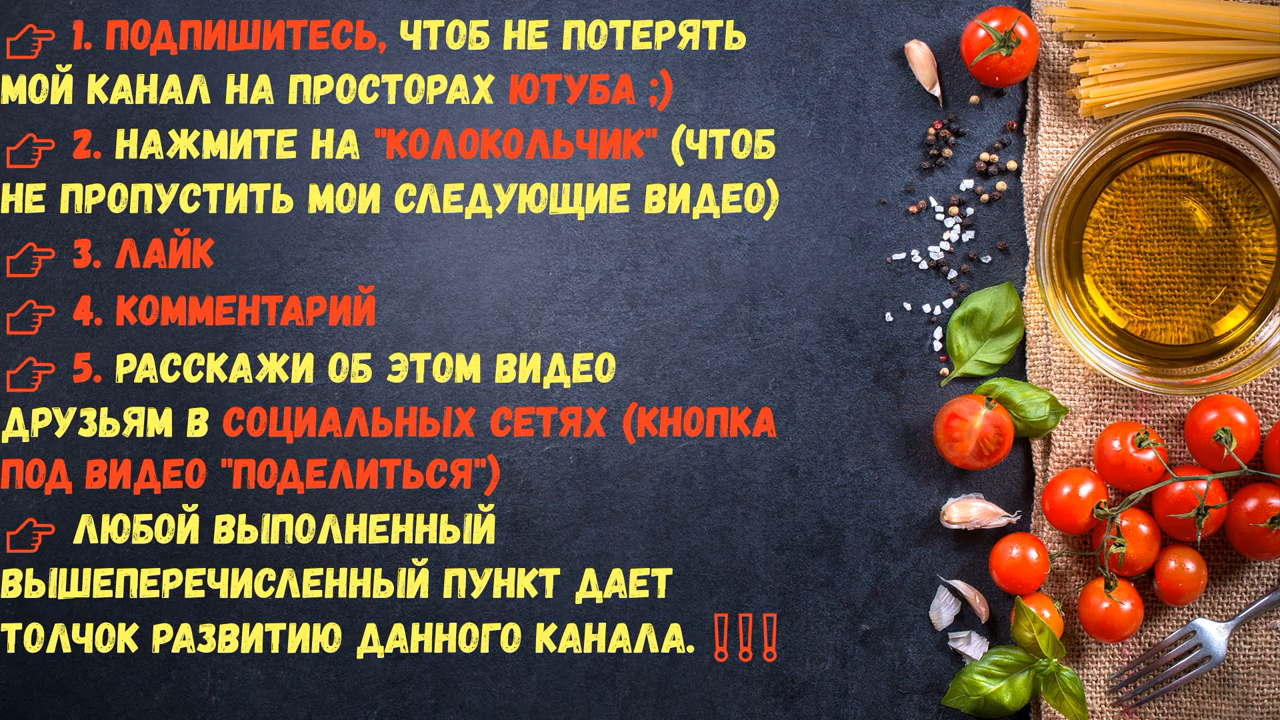 👉 1. ПОДПИШИТЕСЬ, ЧТОБ НЕ ПОТЕРЯТЬ
МОЙ КАНАЛ НА ПРОСТОРАХ ЮТУБА ;)
👉 2. НАЖМИТЕ НА "КОЛОКОЛЬЧИК" (ЧТОБ
НЕ ПРОПУСТИТЬ МОИ СЛЕДУЮЩИЕ ВИДЕО)
👉 3. ЛАЙК
👉 4. КОММЕНТАРИЙ
👉 5. РАССКАЖИ ОБ ЭТОМ ВИДЕО
ДРУЗЬЯМ В СОЦИАЛЬНЫХ СЕТЯХ (КНОПКА
ПОД ВИДЕО "ПОДЕЛИТЬСЯ")
👉 ЛЮБОЙ ВЫПОЛНЕННЫЙ
ВЫШЕПЕРЕЧИСЛЕННЫЙ ПУНКТ ДАЕТ
ТОЛЧОК РАЗВИТИЮ ДАННОГО КАНАЛА. !!!